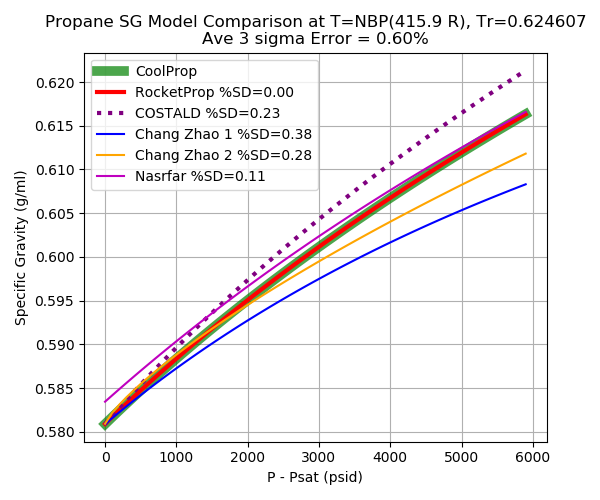 Propane SG Model Comparison at T=NBP(415.9 R), Tr=0.624607
Ave 3 sigma Error = 0.60%
CoolProp
RocketProp %SD=0.00
COSTALD %SD=0.23
Chang Zhao 1 %SD=0.38
Chang Zhao 2 %SD=0.28
Nasrfar %SD=0.11
Specific Gravity (g/ml)
0.620
0.615
0.610
0.605
0.600
0.595
0.590
0.585
0.580
0 1000 2000 3000 4000 5000 6000
P - Psat (psid)